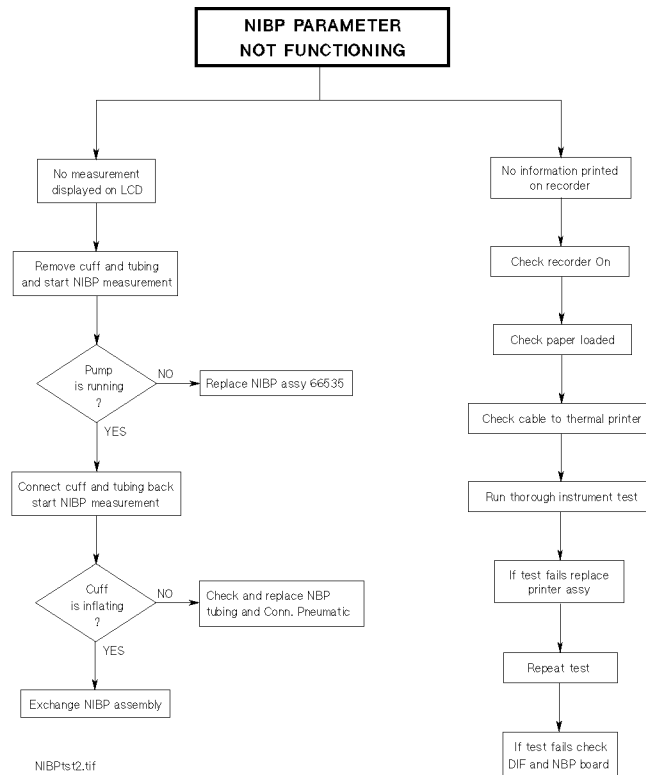 NIBP PARAMETER
NOT FUNCTIONING
No measurement
displayed on LCD
Remove cuff and tubing
and start NIBP measurement
Pump
is running
?
NO
Replace NIBP assy 66535
YES
Connect cuff and tubing back
start NIBP measurement
Cuff
is inflating
?
NO
Check and replace NBP
tubing and Conn. Pneumatic
YES
Exchange NIBP assembly
No information printed
on recorder
Check recorder On
Check paper loaded
Check cable to thermal printer
Run thorough instrument test
If test fails replace
printer assy
Repeat test
If test fails check
DIF and NBP board
NIBPtst2.tif